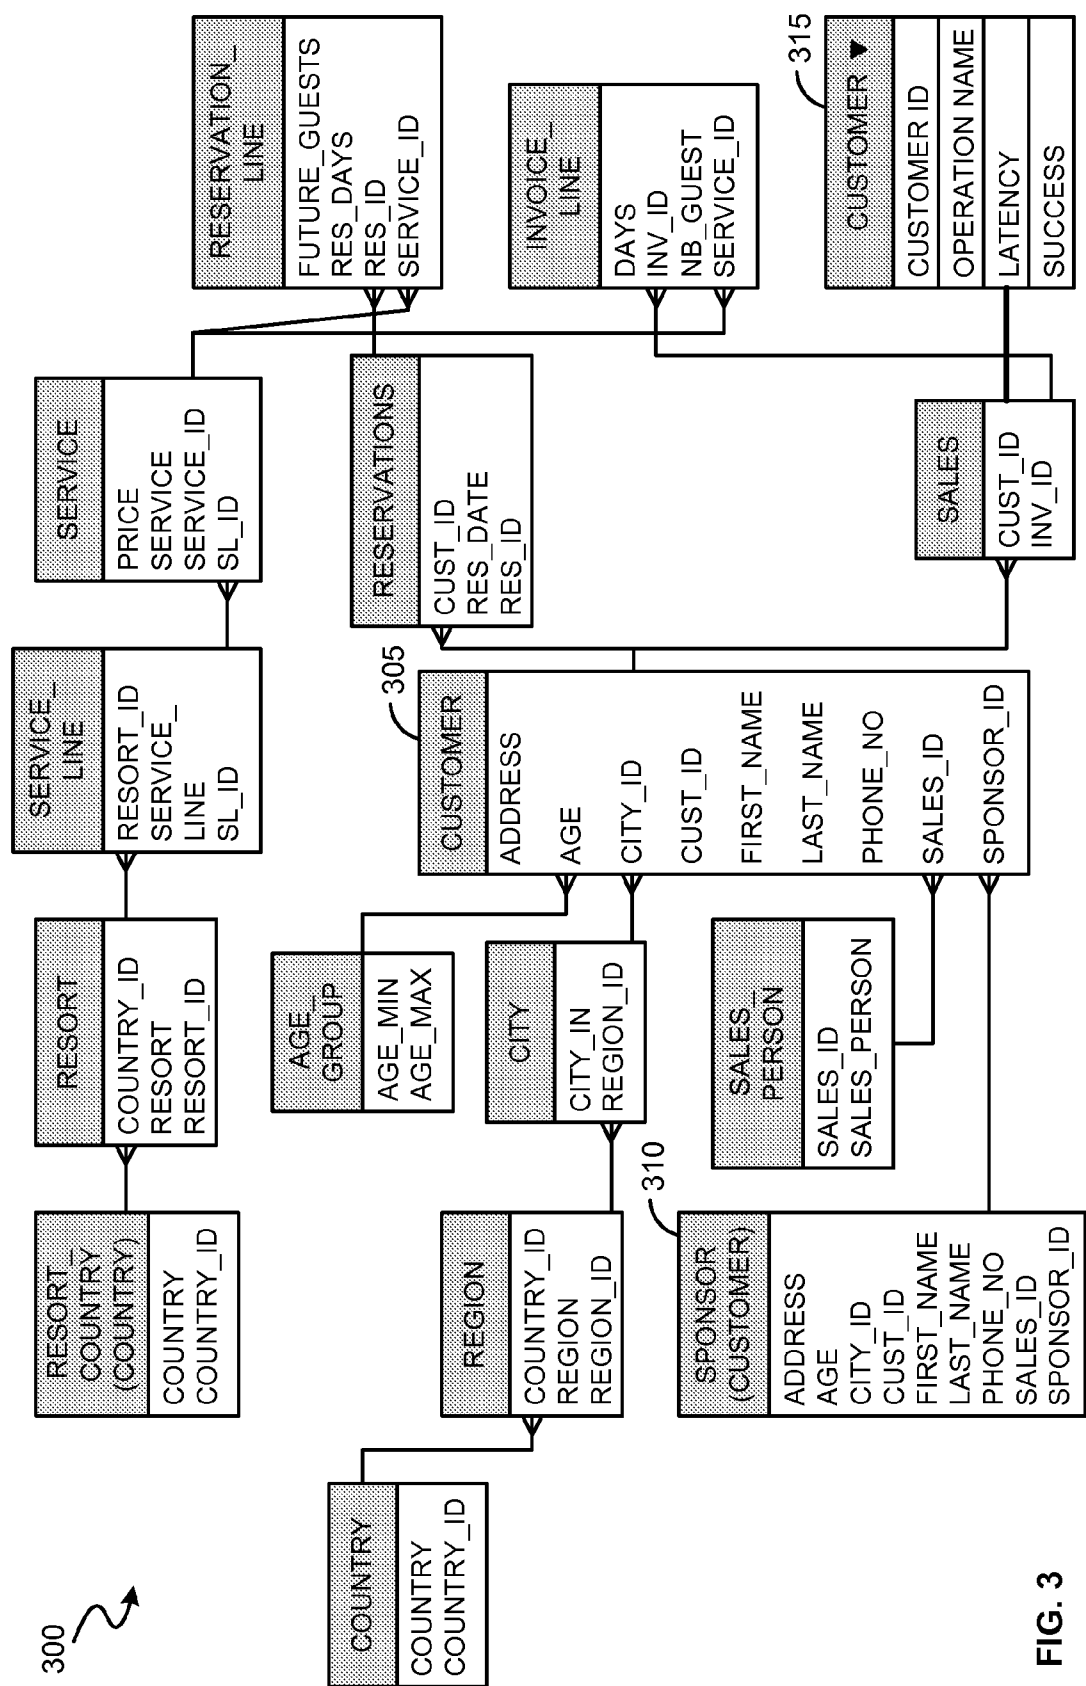 300
RESORT_
COUNTRY
(COUNTRY)
COUNTRY
COUNTRY_ID
RESORT
COUNTRY_ID
RESORT
RESORT_ID
SERVICE_
LINE
RESORT_ID
SERVICE_
LINE
SL_ID
SERVICE
PRICE
SERVICE
SERVICE_ID
SL_ID
RESERVATION_
LINE
FUTURE_GUESTS
RES_DAYS
RES_ID
SERVICE_ID
COUNTRY
COUNTRY
COUNTRY_ID
REGION
COUNTRY_ID
REGION
REGION_ID
AGE_
GROUP
AGE_MIN
AGE_MAX
CITY
CITY_IN
REGION_ID
305
CUSTOMER
ADDRESS
AGE
CITY_ID
CUST_ID
FIRST_NAME
LAST_NAME
PHONE_NO
SALES_ID
SPONSOR_ID
RESERVATIONS
CUST_ID
RES_DATE
RES_ID
INVOICE_
LINE
DAYS
INV_ID
NB_GUEST
SERVICE_ID
310
SPONSOR
(CUSTOMER)
ADDRESS
AGE
CITY_ID
CUST_ID
FIRST_NAME
LAST_NAME
PHONE_NO
SALES_ID
SPONSOR_ID
SALES_
PERSON
SALES_ID
SALES_PERSON
SALES
CUST_ID
INV_ID
315
CUSTOMER ▼
CUSTOMER ID
OPERATION NAME
LATENCY
SUCCESS
FIG. 3